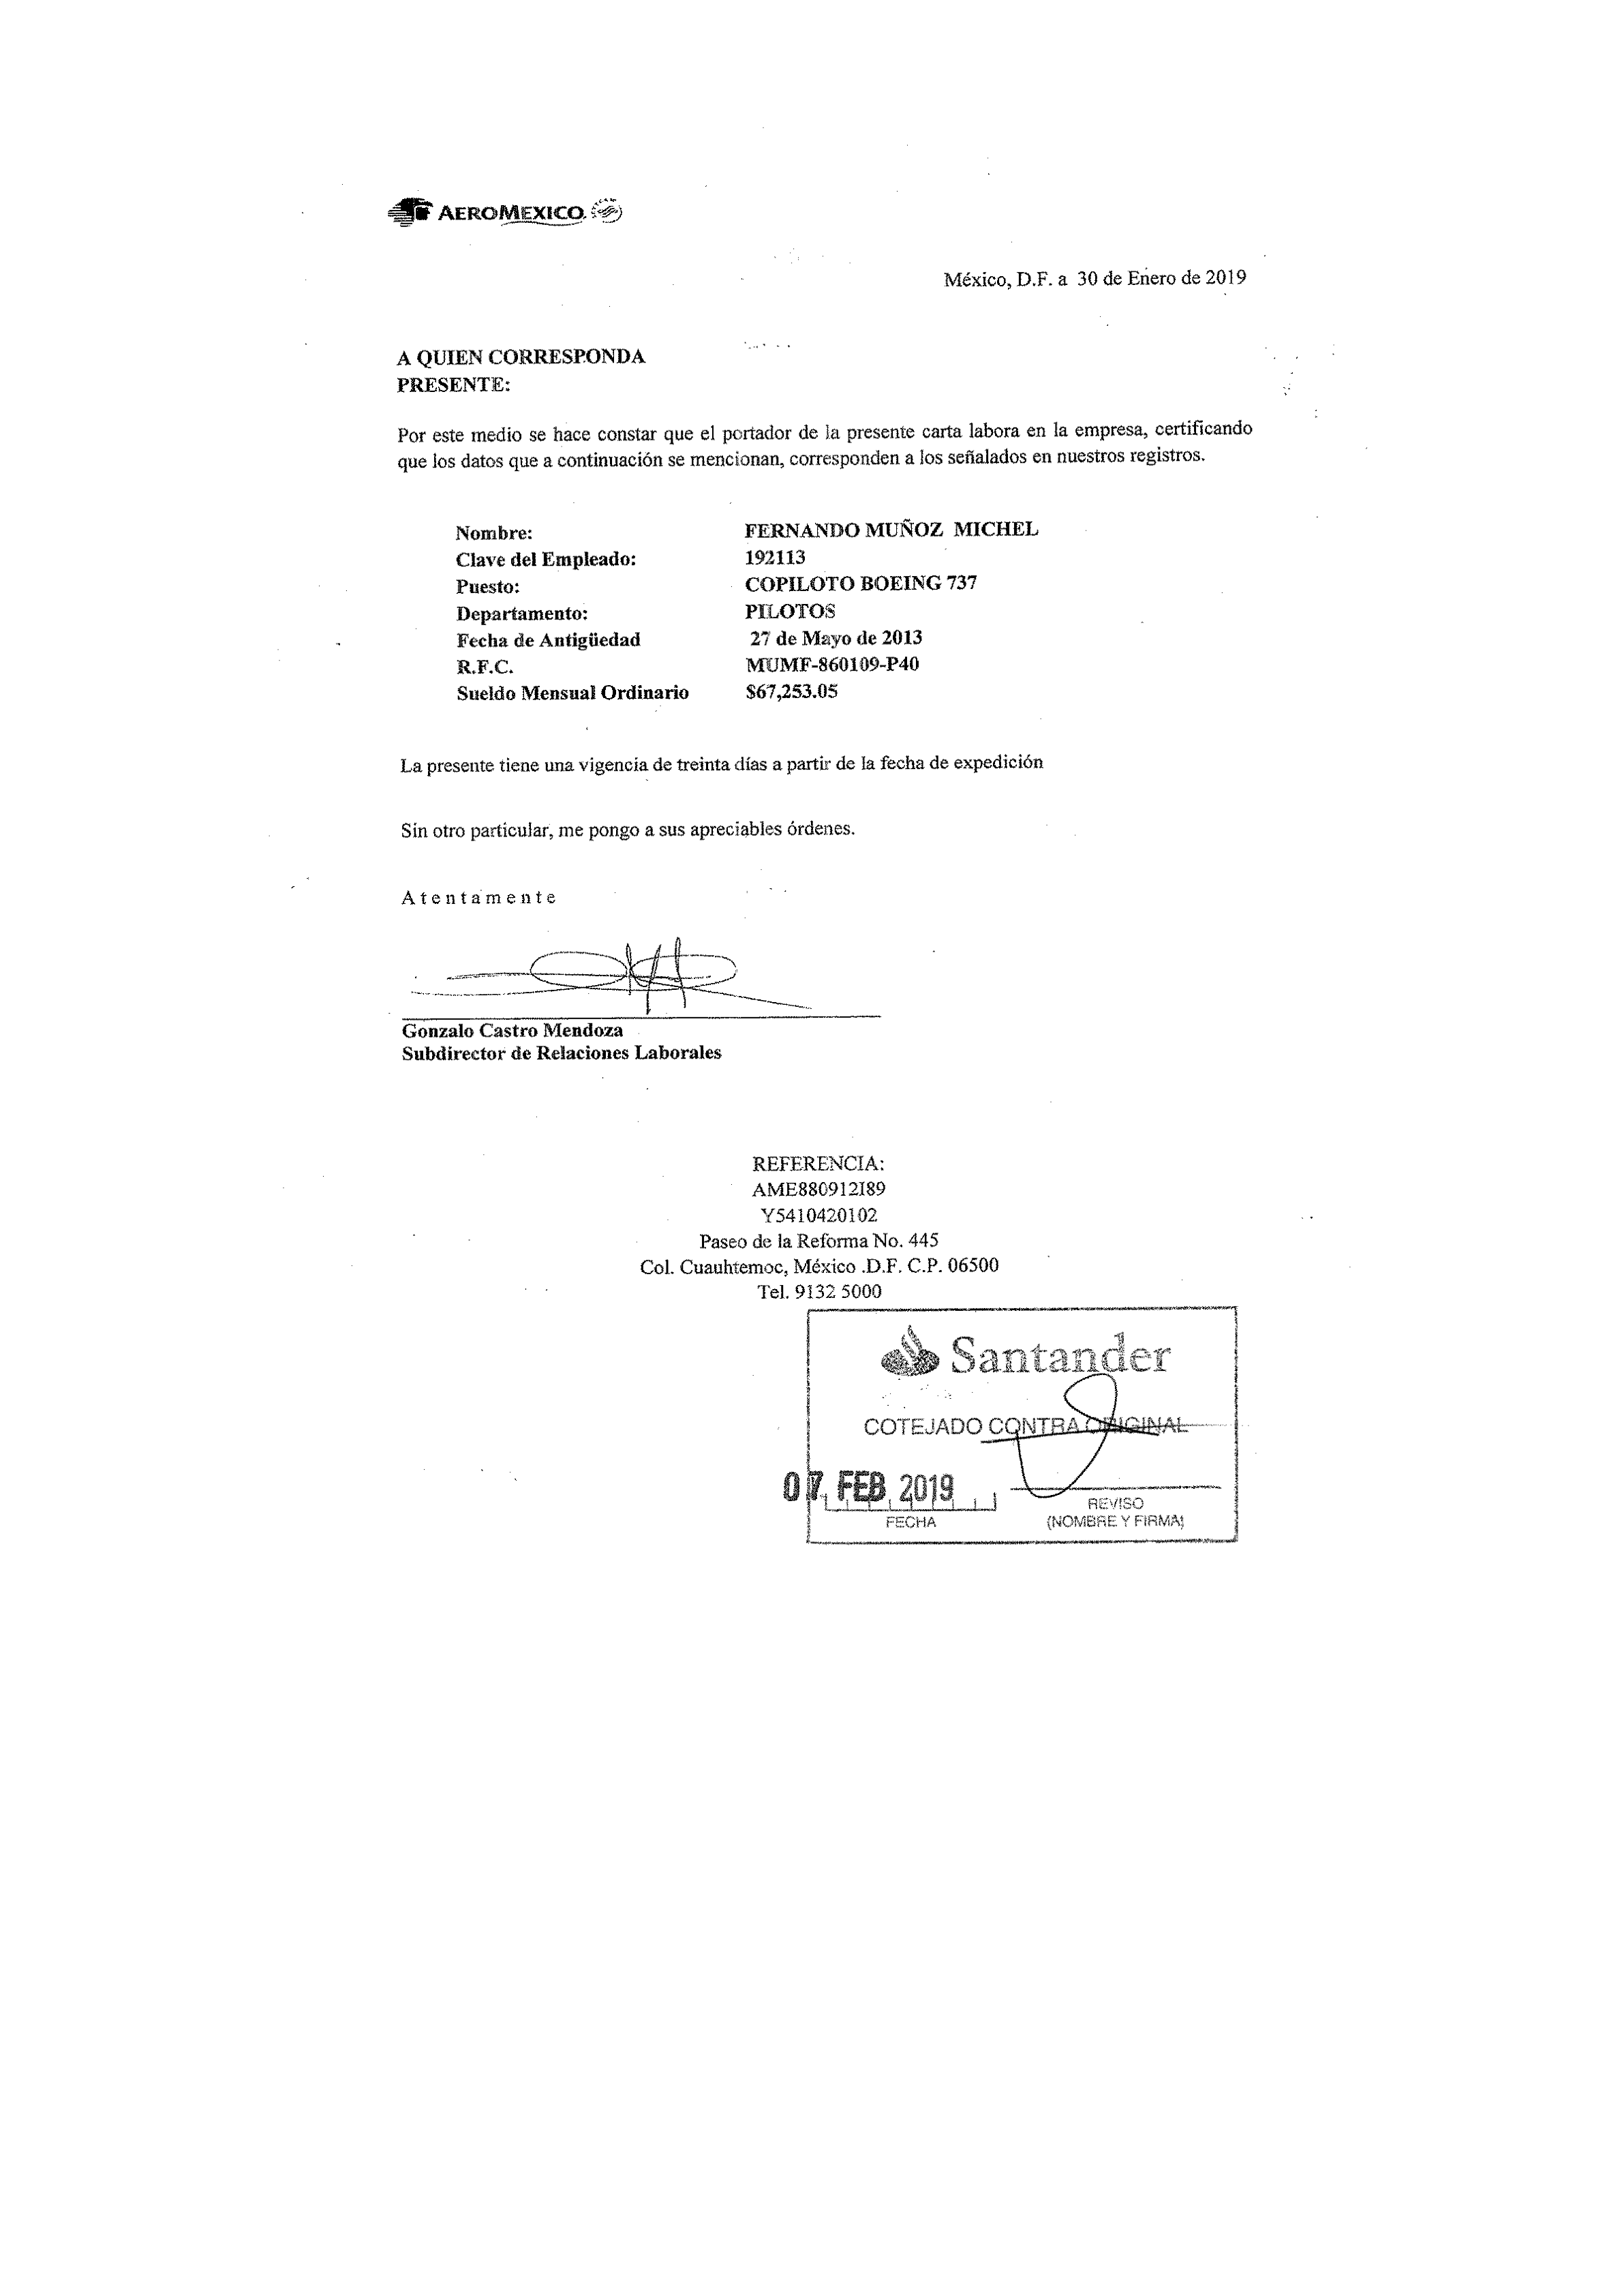 AEROMEXICO.
México, D.F. a 30 de Enero de 2019
A QUIEN CORRESPONDA
PRESENTE:
Por este medio se hace constar que el portador de la presente carta labora en la empresa, certificando
que los datos que a continuación se mencionan, corresponden a los señalados en nuestros registros.
Nombre: FERNANDO MUÑOZ MICHEL
Clave del Empleado: 192113
Puesto: COPILOTO BOEING 737
Departamento: PILOTOS
Fecha de Antigüedad 27 de Mayo de 2013
R.F.C. MUMF-860109-P40
Sueldo Mensual Ordinario $67,253.05
La presente tiene una vigencia de treinta días a partir de la fecha de expedición
Sin otro particular, me pongo a sus apreciables órdenes.
Atentamente
Gonzalo Castro Mendoza
Subdirector de Relaciones Laborales
REFERENCIA:
AME880912I89
Y5410420102
Paseo de la Reforma No. 445
Col. Cuauhtemoc, México .D.F. C.P. 06500
Tel. 9132 5000
Santander
COTEJADO CONTRA ORIGINAL
07 FEB 2019
FECHA
REVISO
(NOMBRE Y FIRMA)